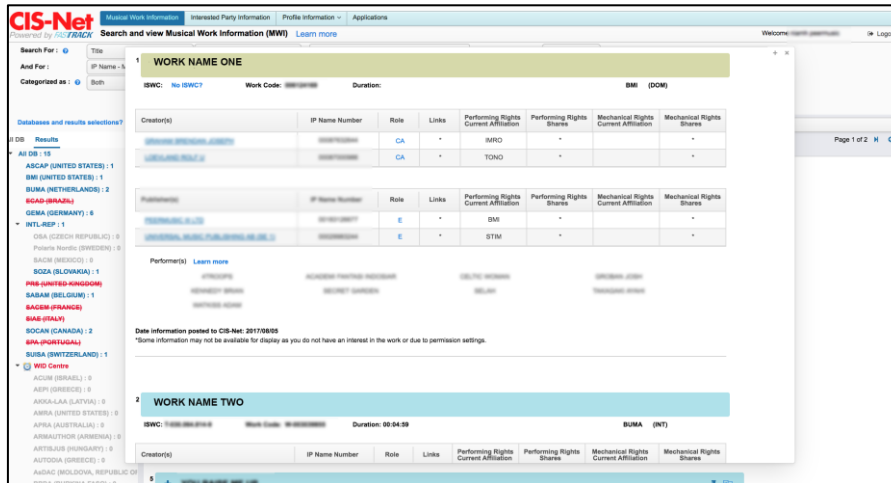 CIS-Net
Powered by FASTRACK
Musical Work Information
Interested Party Information
Profile Information
Applications
Search and view Musical Work Information (MWI) Learn more
Welcome
Logo
Search For :
Title
And For :
IP Name - M
Categorized as :
Both
Databases and results selections?
All DB Results
Page 1 of 2
All DB : 15
ASCAP (UNITED STATES) : 1
BMI (UNITED STATES) : 1
BUMA (NETHERLANDS) : 2
ECAD (BRAZIL)
GEMA (GERMANY) : 6
INTL-REP : 1
OSA (CZECH REPUBLIC) : 0
Polaris Nordic (SWEDEN) : 0
SACM (MEXICO) : 0
SOZA (SLOVAKIA) : 1
PRS (UNITED KINGDOM)
SABAM (BELGIUM) : 1
SACEM (FRANCE)
SIAE (ITALY)
SOCAN (CANADA) : 2
SPA (PORTUGAL)
SUISA (SWITZERLAND) : 1
WID Centre
ACUM (ISRAEL) : 0
AEPI (GREECE) : 0
AKKA-LAA (LATVIA) : 0
AMRA (UNITED STATES) : 0
APRA (AUSTRALIA) : 0
ARMAUTHOR (ARMENIA) : 0
ARTISJUS (HUNGARY) : 0
AUTODIA (GREECE) : 0
AsDAC (MOLDOVA, REPUBLIC OF
1 WORK NAME ONE
ISWC: No ISWC? Work Code: Duration: BMI (DOM)
Creator(s) IP Name Number Role Links Performing Rights Current Affiliation Performing Rights Shares Mechanical Rights Current Affiliation Mechanical Rights Shares
CA * IMRO * *
CA * TONO * *
Publisher(s) IP Name Number Role Links Performing Rights Current Affiliation Performing Rights Shares Mechanical Rights Current Affiliation Mechanical Rights Shares
E * BMI * *
E * STIM * *
Performer(s) Learn more
Date information posted to CIS-Net: 2017/08/05
*Some information may not be available for display as you do not have an interest in the work or due to permission settings.
2 WORK NAME TWO
ISWC: Work Code: Duration: 00:04:59 BUMA (INT)
Creator(s) IP Name Number Role Links Performing Rights Current Affiliation Performing Rights Shares Mechanical Rights Current Affiliation Mechanical Rights Shares
5